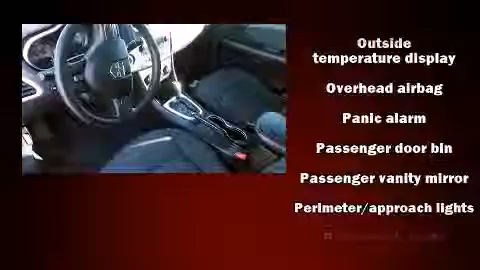 Outside
temperature display
Overhead airbag
Panic alarm
Passenger door bin
Passenger vanity mirror
Perimeter/approach lights